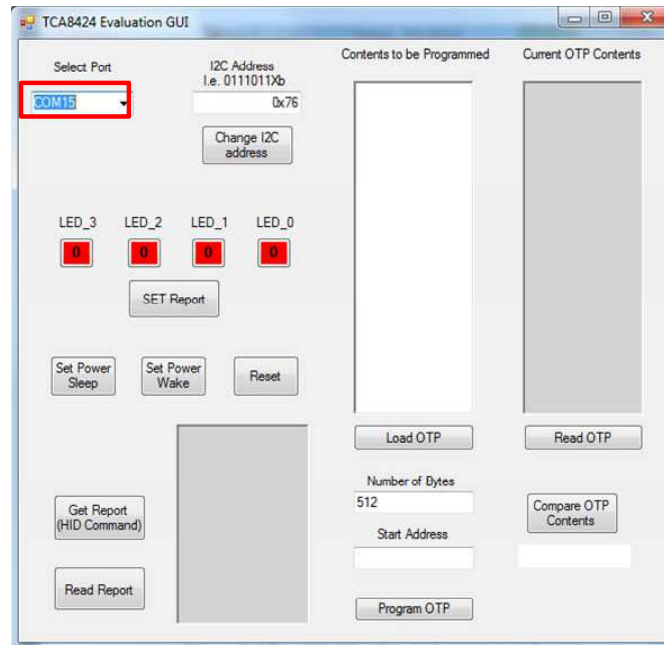 TCA8424 Evaluation GUI
Select Port
I2C Address
I.e. 0111011Xb
COM15
0x76
Change I2C
address
LED_3 LED_2 LED_1 LED_0
0 0 0 0
SET Report
Set Power
Sleep
Set Power
Wake
Reset
Get Report
(HID Command)
Read Report
Contents to be Programmed
Load OTP
Number of Bytes
512
Start Address
Program OTP
Current OTP Contents
Read OTP
Compare OTP
Contents